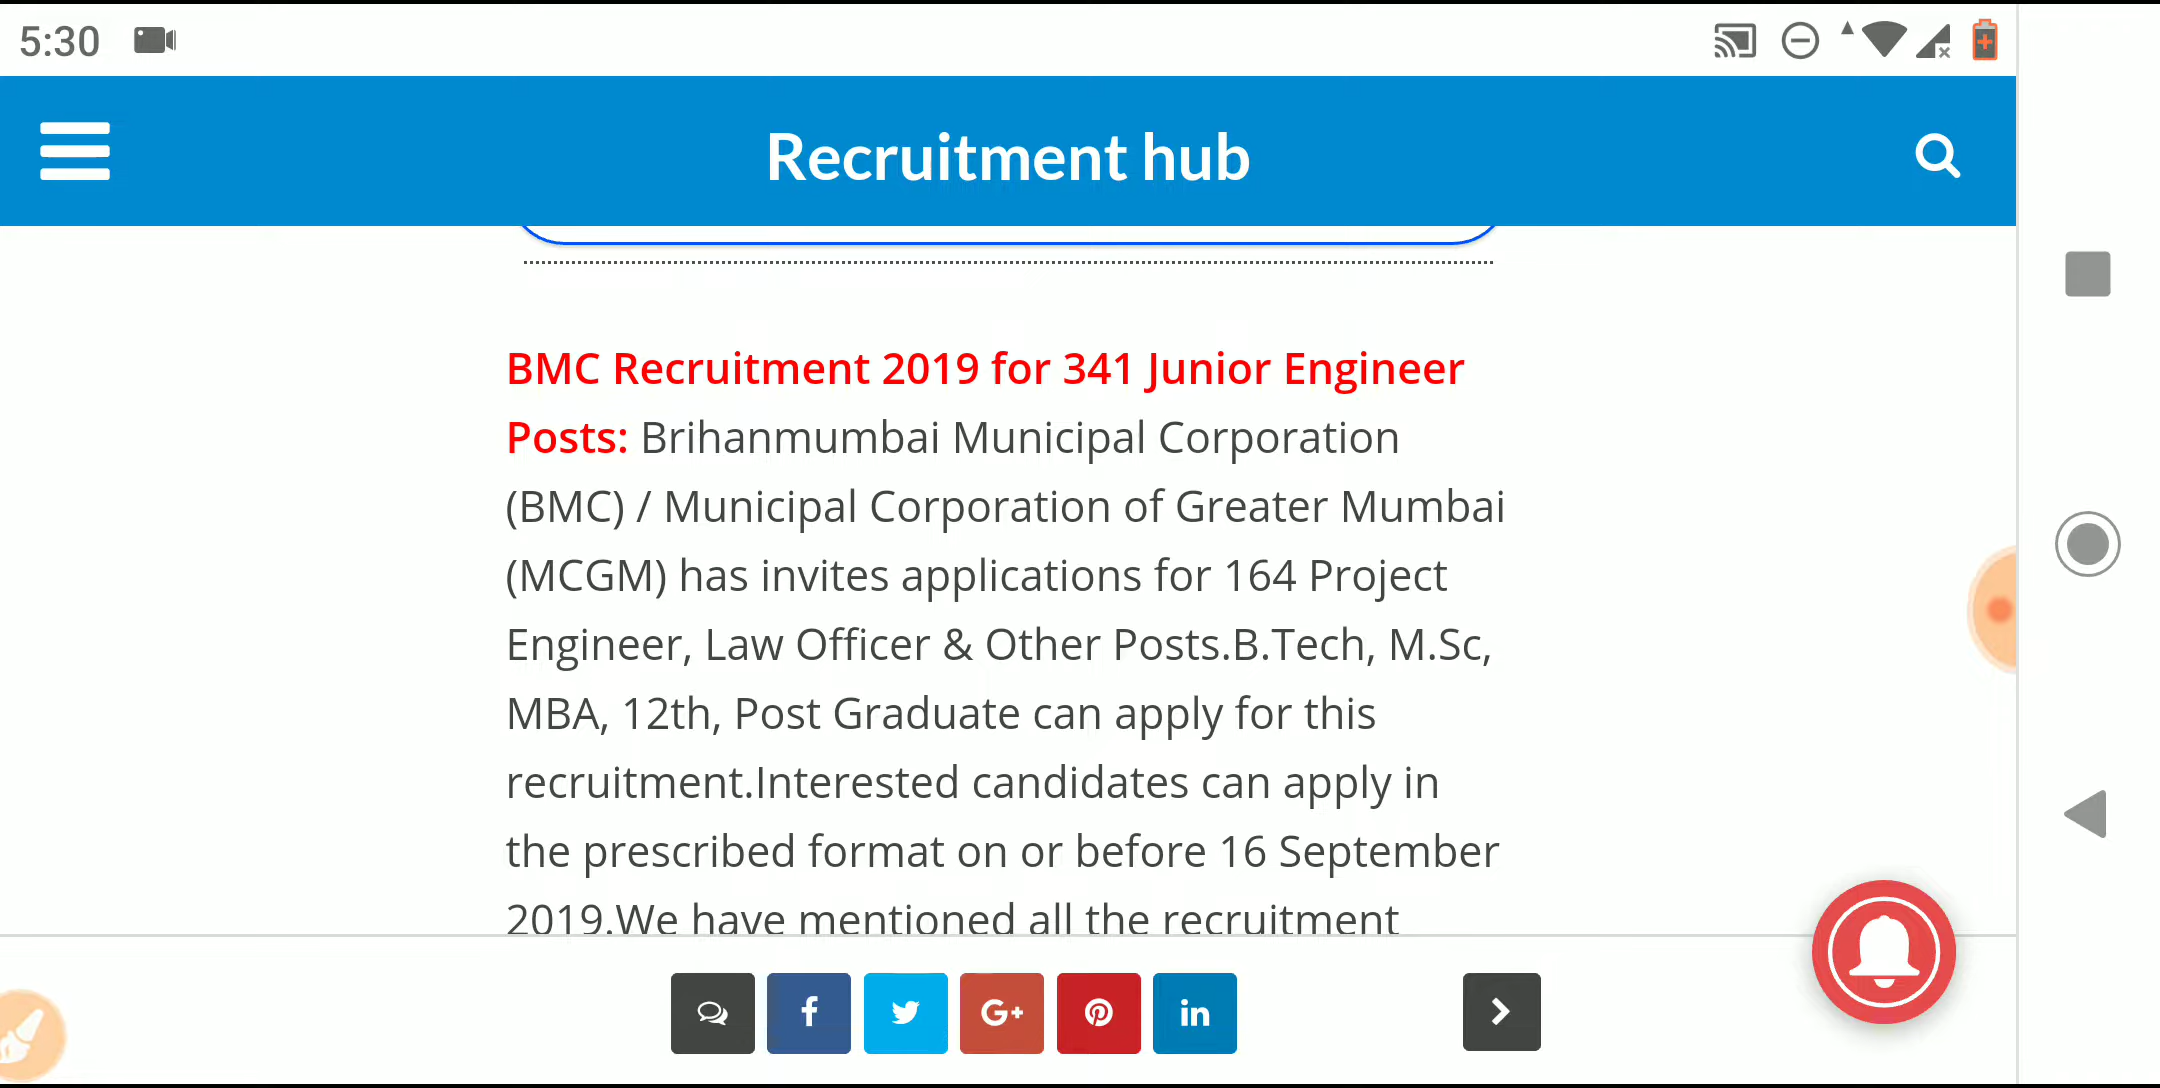 5:30
Recruitment hub
BMC Recruitment 2019 for 341 Junior Engineer
Posts: Brihanmumbai Municipal Corporation
(BMC) / Municipal Corporation of Greater Mumbai
(MCGM) has invites applications for 164 Project
Engineer, Law Officer & Other Posts.B.Tech, M.Sc,
MBA, 12th, Post Graduate can apply for this
recruitment.Interested candidates can apply in
the prescribed format on or before 16 September
2019.We have mentioned all the recruitment
f G+ in